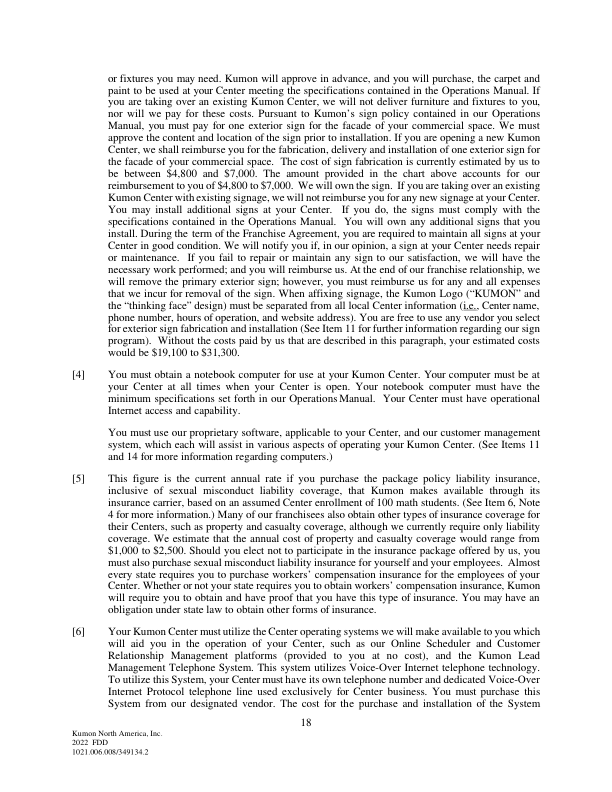 or fixtures you may need. Kumon will approve in advance, and you will purchase, the carpet and
paint to be used at your Center meeting the specifications contained in the Operations Manual. If
you are taking over an existing Kumon Center, we will not deliver furniture and fixtures to you,
nor will we pay for these costs. Pursuant to Kumon's sign policy contained in our Operations
Manual, you must pay for one exterior sign for the facade of your commercial space. We must
approve the content and location of the sign prior to installation. If you are opening a new Kumon
Center, we shall reimburse you for the fabrication, delivery and installation of one exterior sign for
the facade of your commercial space. The cost of sign fabrication is currently estimated by us to
be between $4,800 and $7,000. The amount provided in the chart above accounts for our
reimbursement to you of $4,800 to $7,000. We will own the sign. If you are taking over an existing
Kumon Center with existing signage, we will not reimburse you for any new signage at your Center.
You may install additional signs at your Center. If you do, the signs must comply with the
specifications contained in the Operations Manual. You will own any additional signs that you
install. During the term of the Franchise Agreement, you are required to maintain all signs at your
Center in good condition. We will notify you if, in our opinion, a sign at your Center needs repair
or maintenance. If you fail to repair or maintain any sign to our satisfaction, we will have the
necessary work performed; and you will reimburse us. At the end of our franchise relationship, we
will remove the primary exterior sign; however, you must reimburse us for any and all expenses
that we incur for removal of the sign. When affixing signage, the Kumon Logo ("KUMON" and
the "thinking face" design) must be separated from all local Center information (i.e., Center name,
phone number, hours of operation, and website address). You are free to use any vendor you select
for exterior sign fabrication and installation (See Item 11 for further information regarding our sign
program). Without the costs paid by us that are described in this paragraph, your estimated costs
would be $19,100 to $31,300.
[4] You must obtain a notebook computer for use at your Kumon Center. Your computer must be at
your Center at all times when your Center is open. Your notebook computer must have the
minimum specifications set forth in our Operations Manual. Your Center must have operational
Internet access and capability.
You must use our proprietary software, applicable to your Center, and our customer management
system, which each will assist in various aspects of operating your Kumon Center. (See Items 11
and 14 for more information regarding computers.)
[5] This figure is the current annual rate if you purchase the package policy liability insurance,
inclusive of sexual misconduct liability coverage, that Kumon makes available through its
insurance carrier, based on an assumed Center enrollment of 100 math students. (See Item 6, Note
4 for more information.) Many of our franchisees also obtain other types of insurance coverage for
their Centers, such as property and casualty coverage, although we currently require only liability
coverage. We estimate that the annual cost of property and casualty coverage would range from
$1,000 to $2,500. Should you elect not to participate in the insurance package offered by us, you
must also purchase sexual misconduct liability insurance for yourself and your employees. Almost
every state requires you to purchase workers' compensation insurance for the employees of your
Center. Whether or not your state requires you to obtain workers' compensation insurance, Kumon
will require you to obtain and have proof that you have this type of insurance. You may have an
obligation under state law to obtain other forms of insurance.
[6] Your Kumon Center must utilize the Center operating systems we will make available to you which
will aid you in the operation of your Center, such as our Online Scheduler and Customer
Relationship Management platforms (provided to you at no cost), and the Kumon Lead
Management Telephone System. This system utilizes Voice-Over Internet telephone technology.
To utilize this System, your Center must have its own telephone number and dedicated Voice-Over
Internet Protocol telephone line used exclusively for Center business. You must purchase this
System from our designated vendor. The cost for the purchase and installation of the System
18
Kumon North America, Inc.
2022 FDD
1021.006.008/349134.2